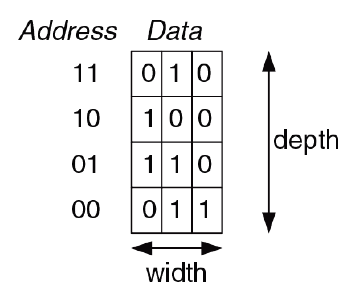 Address Data
11 0 1 0
10 1 0 0
depth
01 1 1 0
00 0 1 1
width